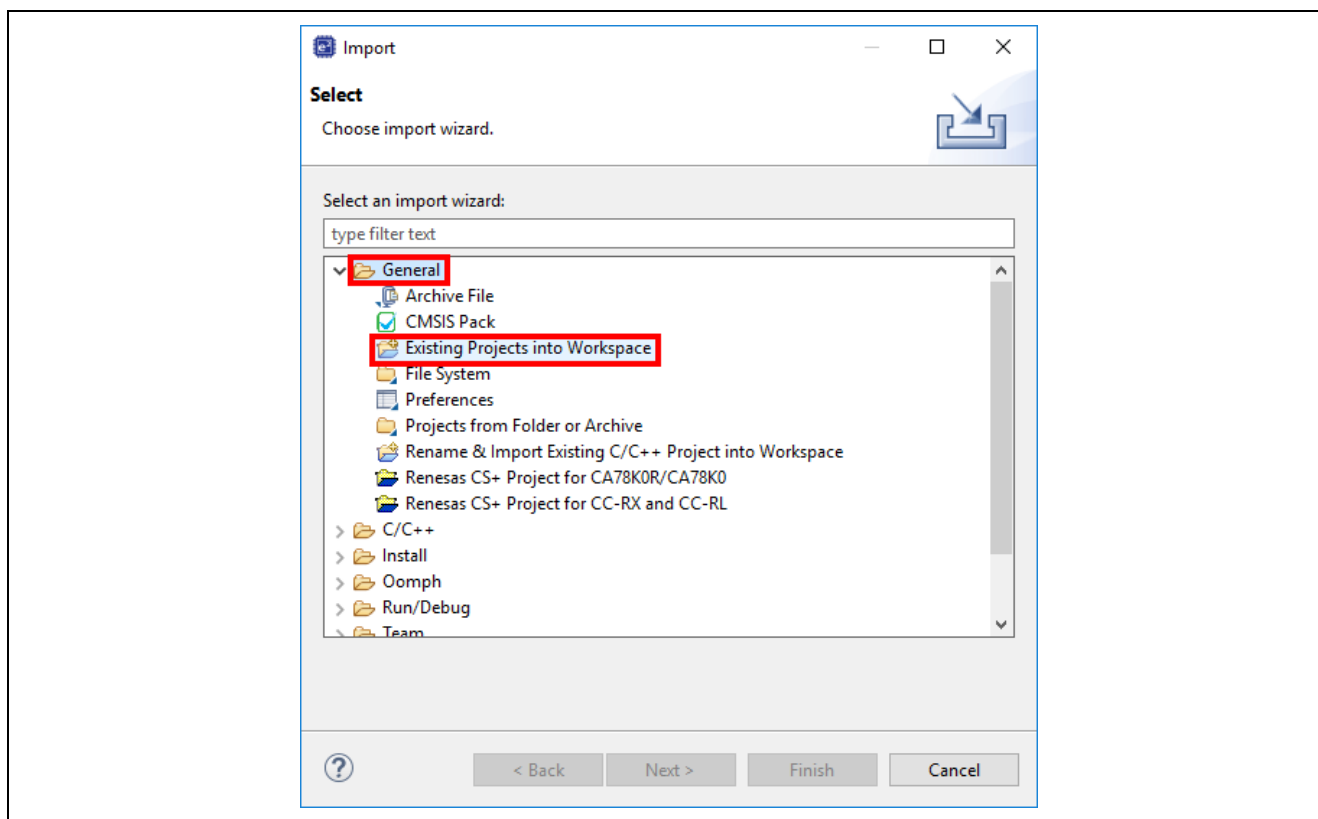 Import
Select
Choose import wizard.
Select an import wizard:
type filter text
General
Archive File
CMSIS Pack
Existing Projects into Workspace
File System
Preferences
Projects from Folder or Archive
Rename & Import Existing C/C++ Project into Workspace
Renesas CS+ Project for CA78K0R/CA78K0
Renesas CS+ Project for CC-RX and CC-RL
C/C++
Install
Oomph
Run/Debug
Team
? < Back Next > Finish Cancel